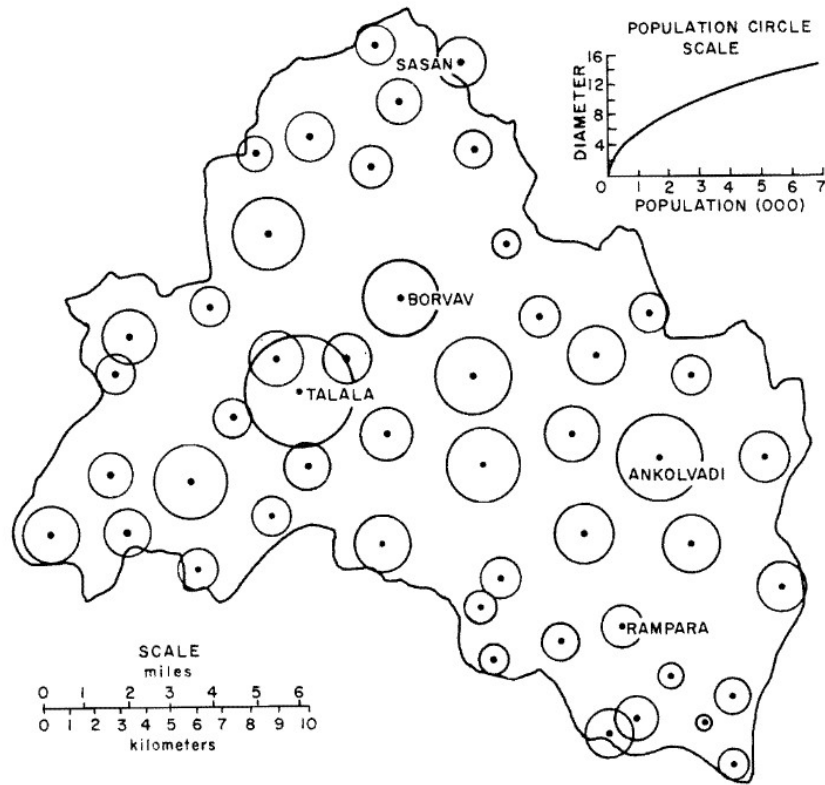 POPULATION CIRCLE
SCALE
SASAN
DIAMETER
16
12
8
4
0 1 2 3 4 5 6 7
POPULATION (000)
BORVAV
TALALA
ANKOLVADI
RAMPARA
SCALE
miles
0 1 2 3 4 5 6
0 1 2 3 4 5 6 7 8 9 10
kilometers